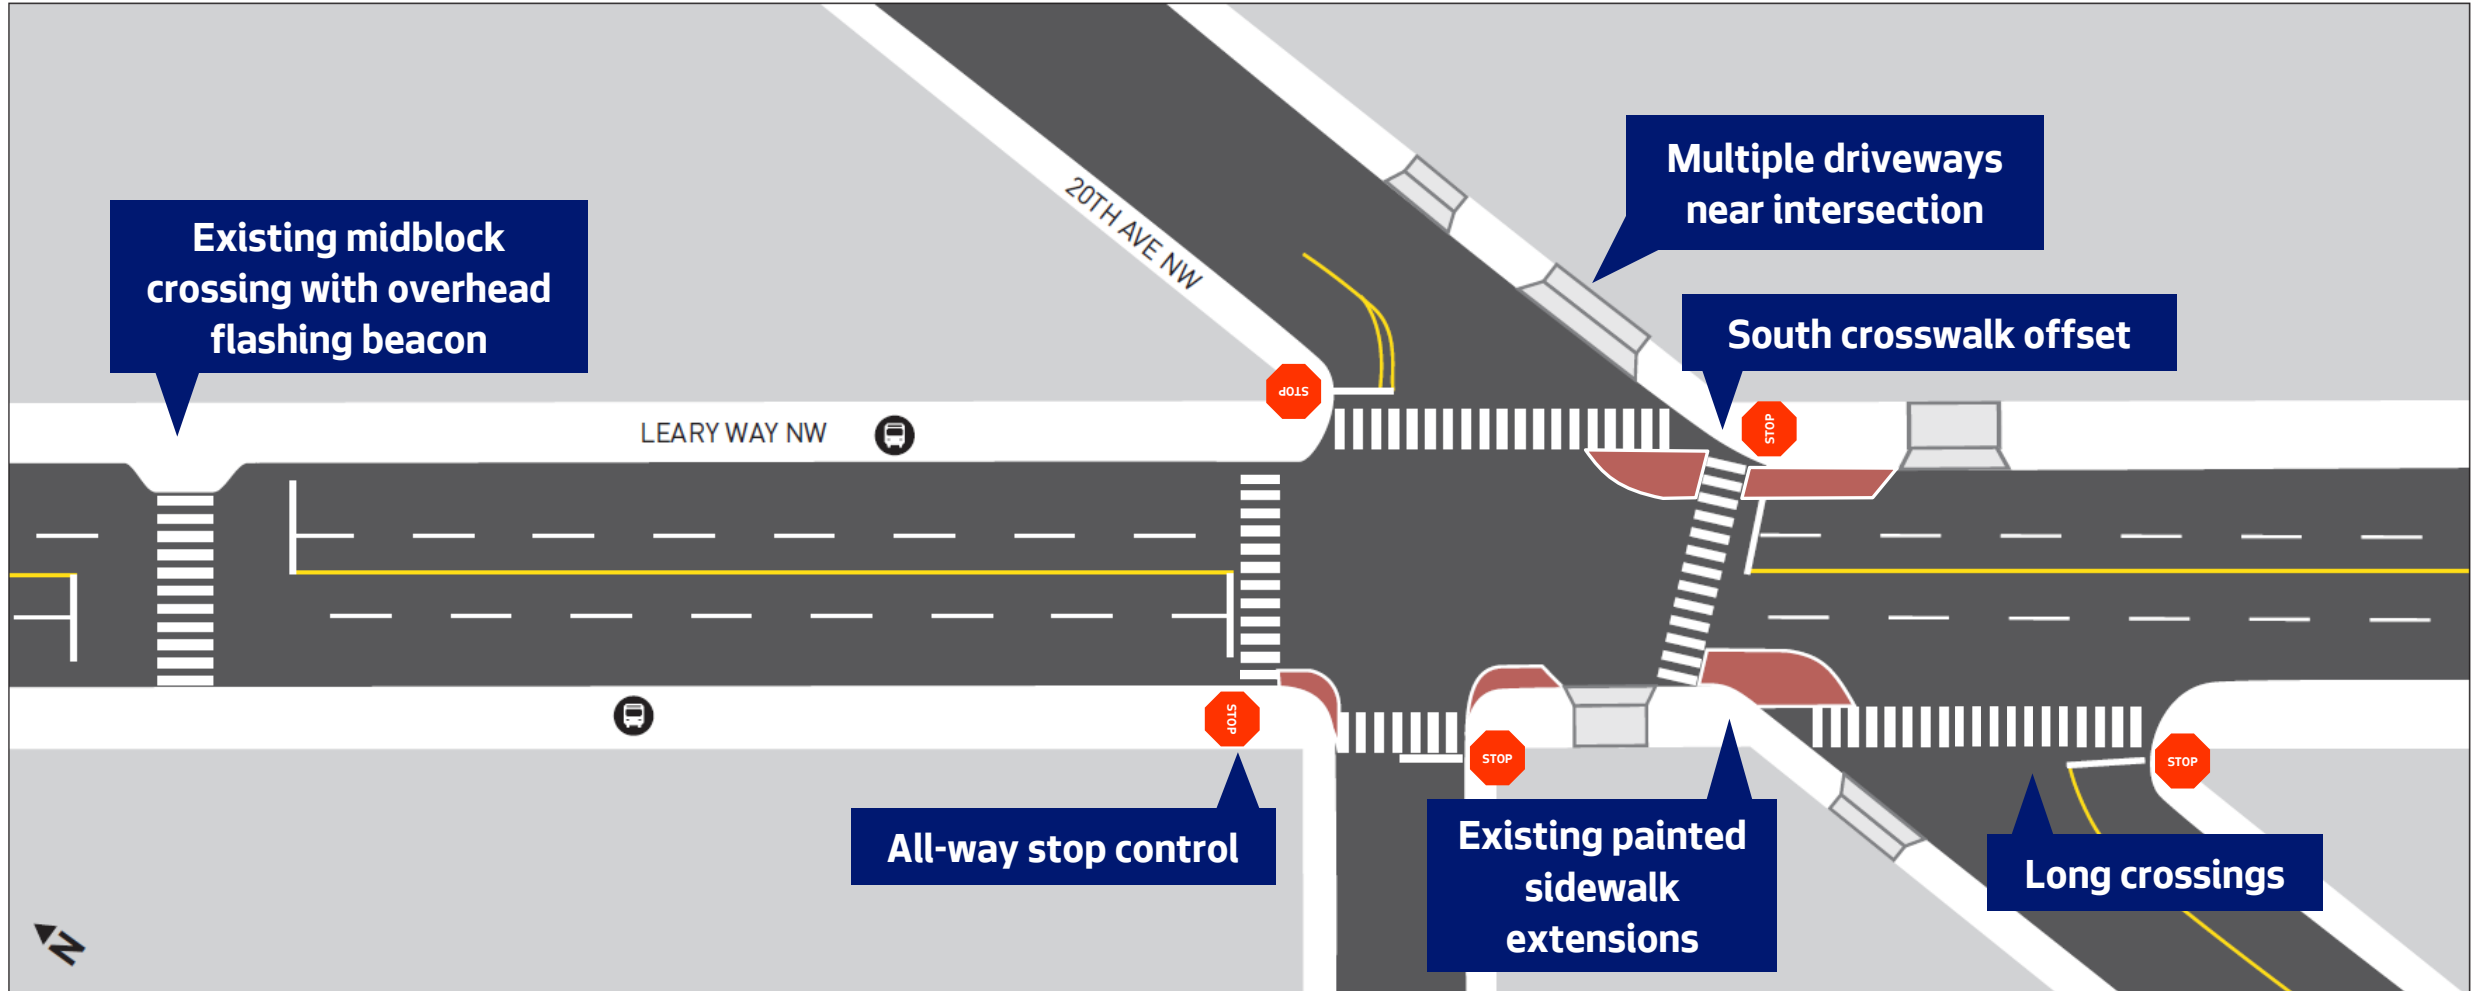 Multiple driveways
near intersection
20TH AVE NW
Existing midblock
crossing with overhead
flashing beacon
South crosswalk offset
STOP
STOP
LEARY WAY NW
STOP
STOP
STOP
All-way stop control
Existing painted
sidewalk
extensions
Long crossings
N